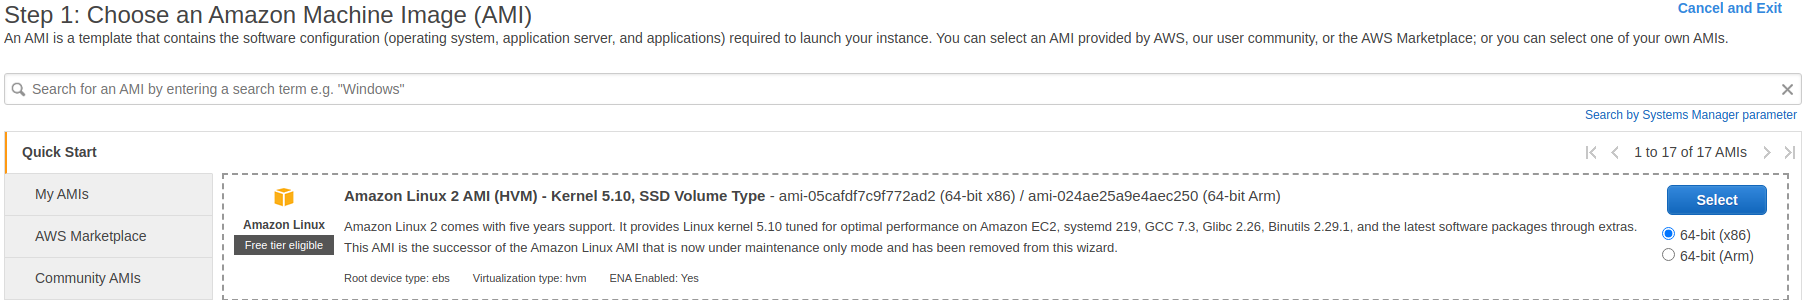 Step 1: Choose an Amazon Machine Image (AMI)
Cancel and Exit
An AMI is a template that contains the software configuration (operating system, application server, and applications) required to launch your instance. You can select an AMI provided by AWS, our user community, or the AWS Marketplace; or you can select one of your own AMIs.
Search for an AMI by entering a search term e.g. "Windows"
Search by Systems Manager parameter
Quick Start
1 to 17 of 17 AMIs
My AMIs
AWS Marketplace
Community AMIs
Amazon Linux
Free tier eligible
Amazon Linux 2 AMI (HVM) - Kernel 5.10, SSD Volume Type - ami-05cafdf7c9f772ad2 (64-bit x86) / ami-024ae25a9e4aec250 (64-bit Arm)
Amazon Linux 2 comes with five years support. It provides Linux kernel 5.10 tuned for optimal performance on Amazon EC2, systemd 219, GCC 7.3, Glibc 2.26, Binutils 2.29.1, and the latest software packages through extras.
This AMI is the successor of the Amazon Linux AMI that is now under maintenance only mode and has been removed from this wizard.
Root device type: ebs Virtualization type: hvm ENA Enabled: Yes
Select
64-bit (x86)
64-bit (Arm)